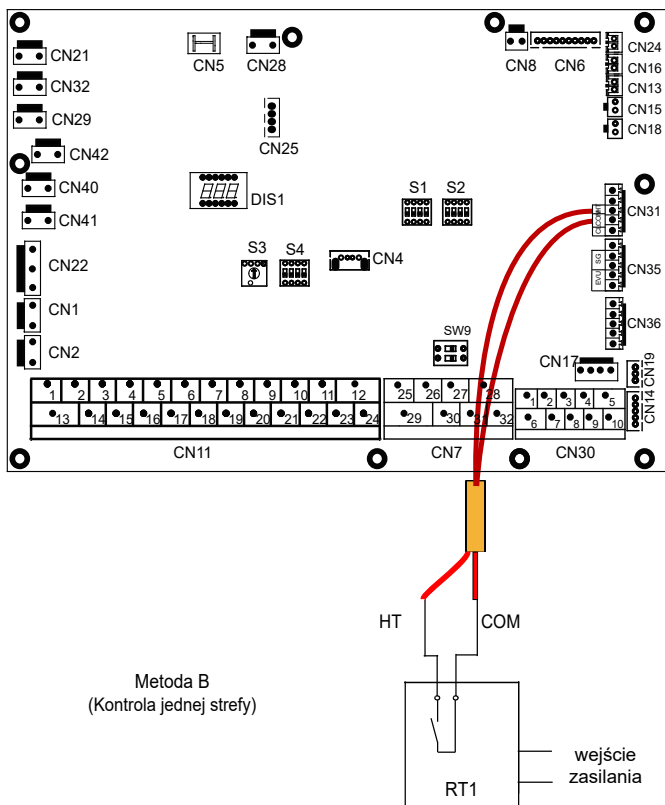 CN21
CN5
CN28
CN8
CN6
CN24
CN16
CN13
CN15
CN18
CN32
CN29
CN42
CN25
CN40
CN41
DIS1
S1
S2
CN31
CN22
S3
S4
CN4
SG
EVU
CN35
CN1
CN36
CN2
SW9
CN17
CN19
CN14
1 2 3 4 5 6 7 8 9 10 11 12
13 14 15 16 17 18 19 20 21 22 23 24
CN11
25 26 27 28
29 30 31 32
CN7
1 2 3 4 5
6 7 8 9 10
CN30
HT
COM
Metoda B
(Kontrola jednej strefy)
RT1
wejście
zasilania